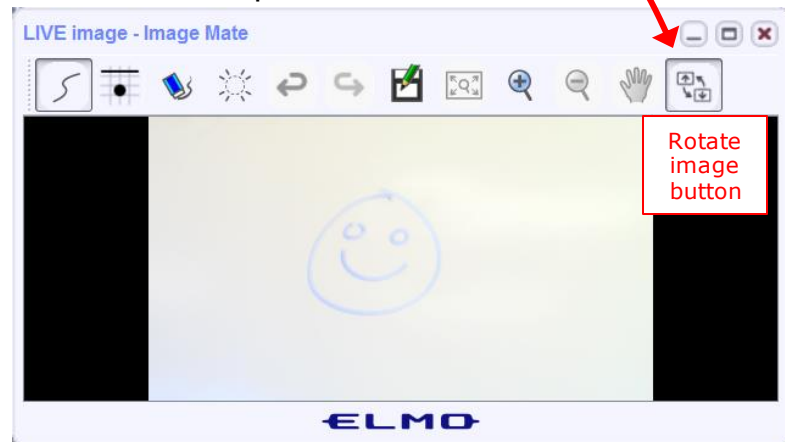 LIVE image - Image Mate
Rotate
image
button
ELMO